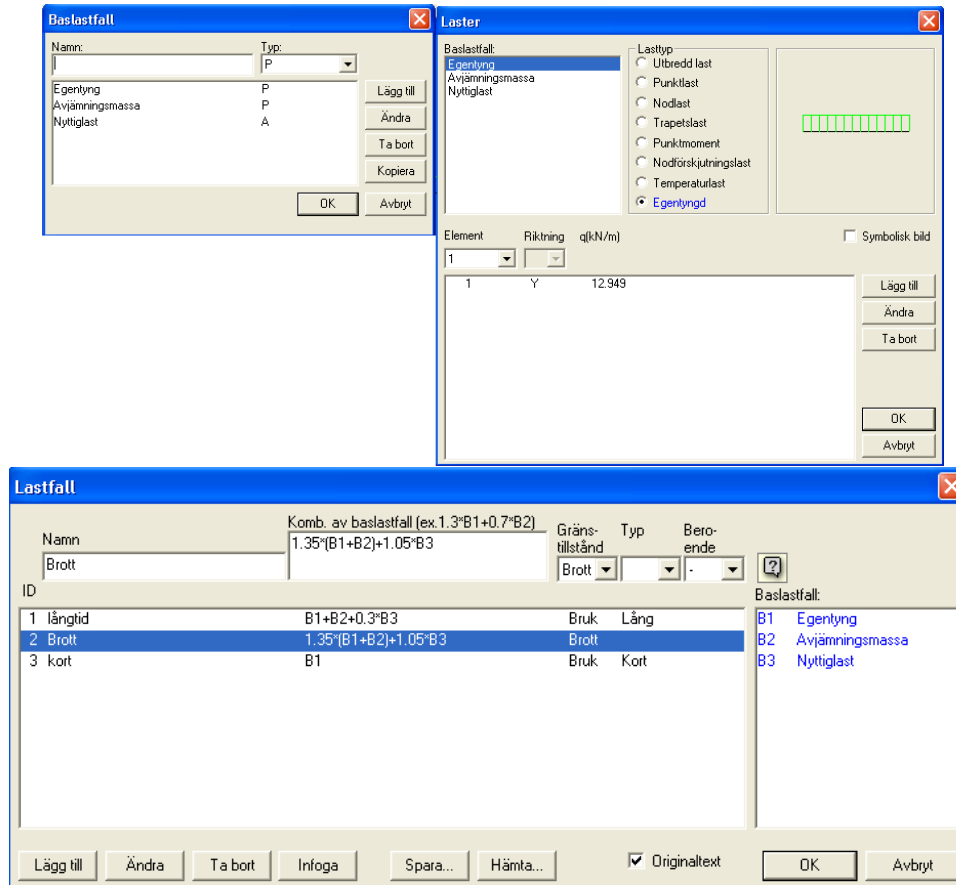 Baslastfall
Namn:
Typ:
P
Egentyng P
Avjämningsmassa P
Nyttiglast A
Lägg till
Ändra
Ta bort
Kopiera
OK
Avbryt
Laster
Baslastfall:
Egentyng
Avjämningsmassa
Nyttiglast
Lasttyp
Utbredd last
Punktlast
Nodlast
Trapetslast
Punktmoment
Nodförskjutningslast
Temperaturlast
Egentyngd
Element Riktning q(kN/m)
Symbolisk bild
1
1 Y 12.949
Lägg till
Ändra
Ta bort
OK
Avbryt
Lastfall
Namn
Brott
Komb. av baslastfall (ex.1.3*B1+0.7*B2)
1.35*(B1+B2)+1.05*B3
Gräns-
tillstånd
Brott
Typ
Bero-
ende
-
ID
1 långtid B1+B2+0.3*B3 Bruk Lång
2 Brott 1.35*(B1+B2)+1.05*B3 Brott
3 kort B1 Bruk Kort
Baslastfall:
B1 Egentyng
B2 Avjämningsmassa
B3 Nyttiglast
Lägg till
Ändra
Ta bort
Infoga
Spara...
Hämta...
Originaltext
OK
Avbryt